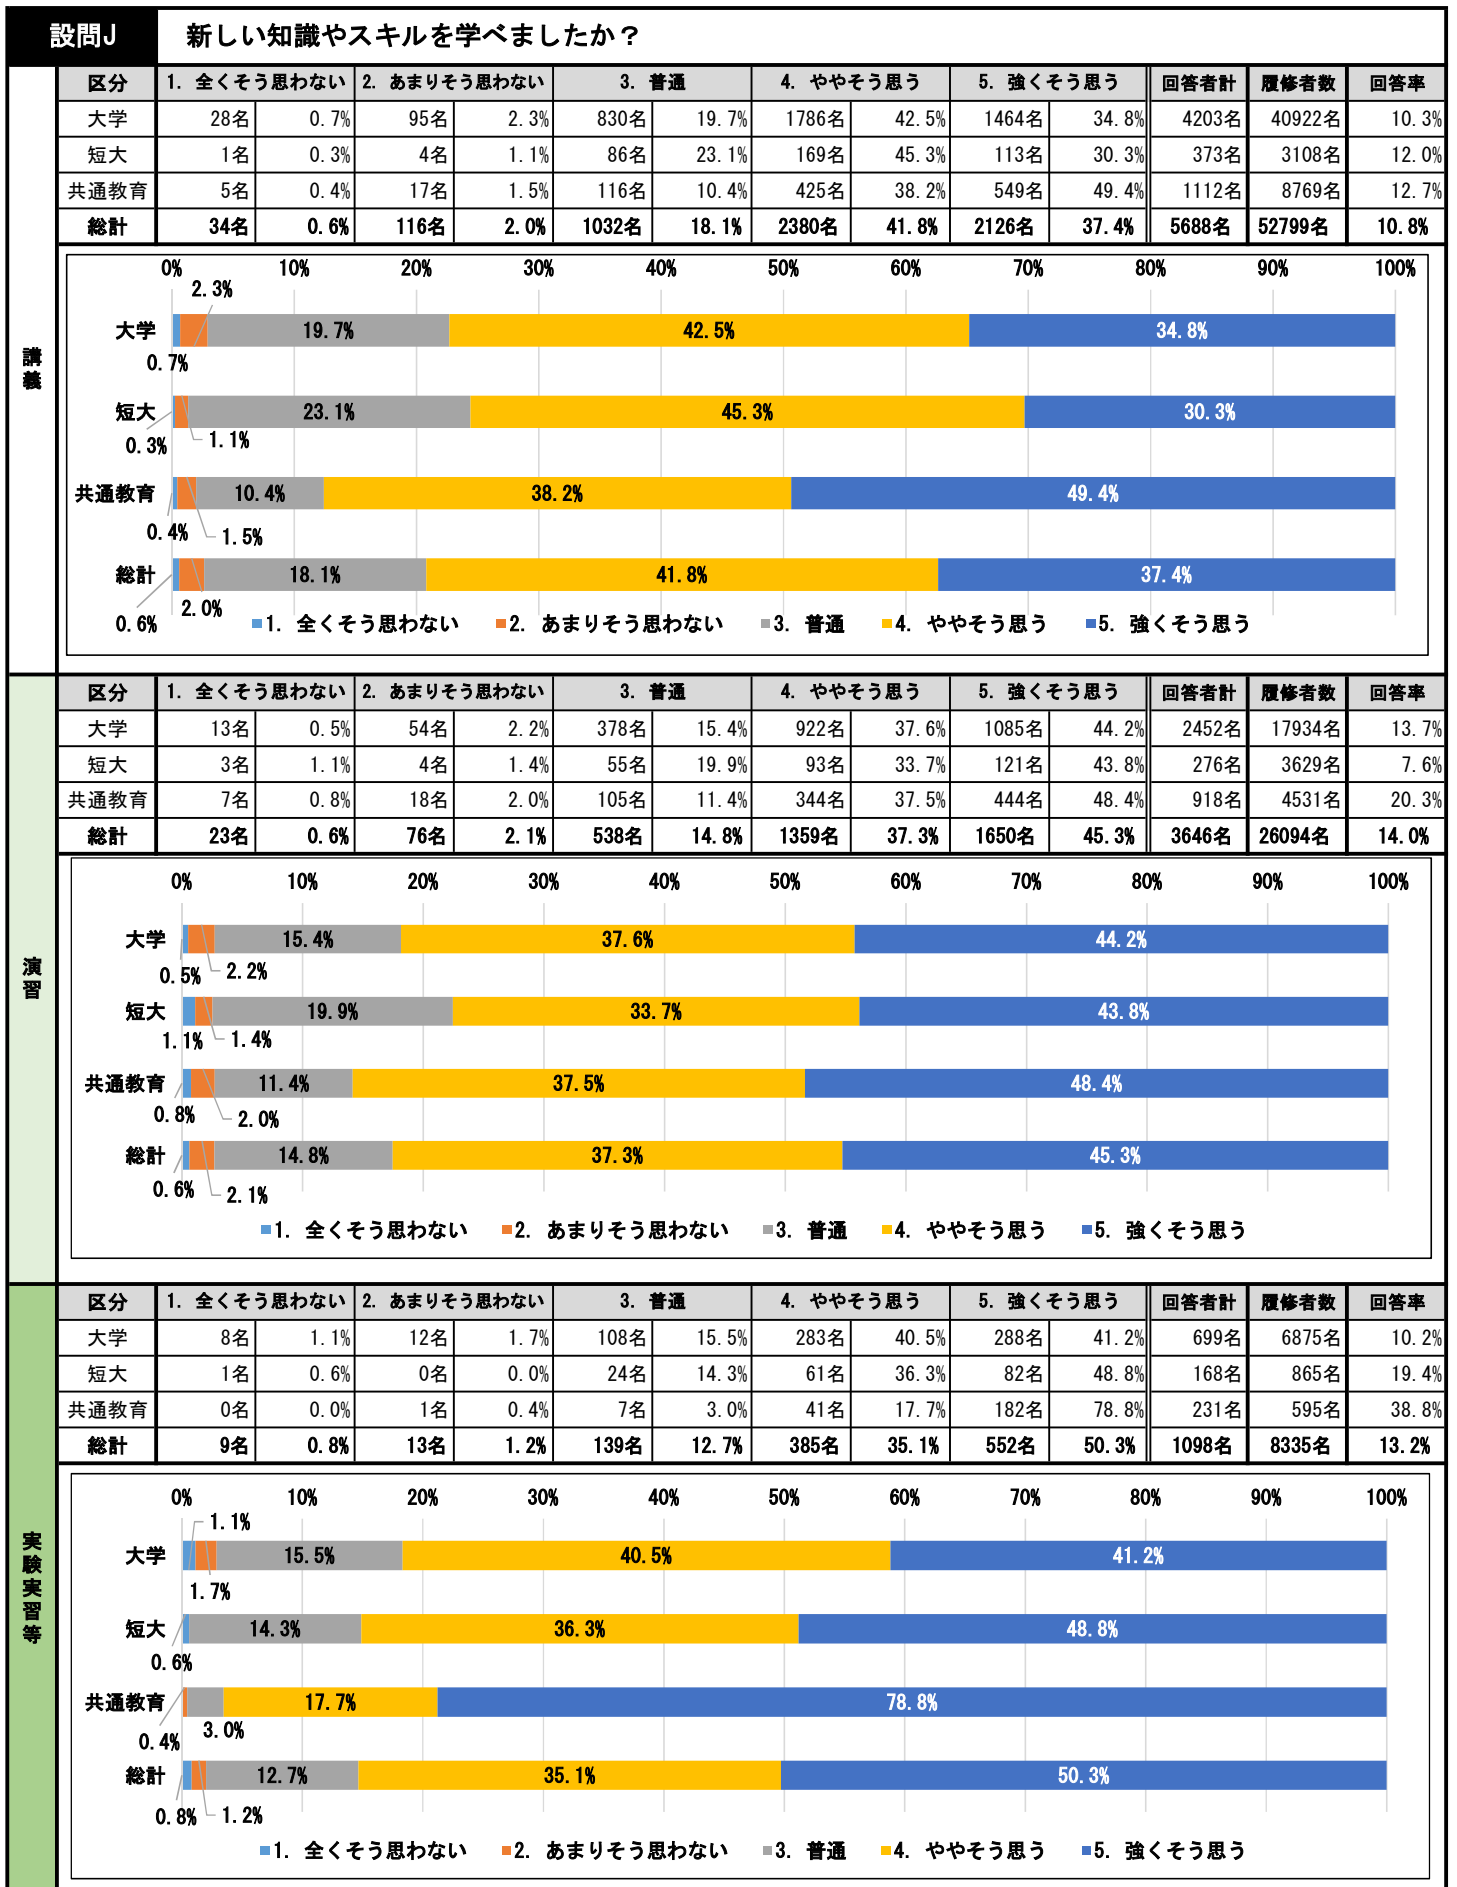 設問J 新しい知識やスキルを学べましたか？
講義
区分 1. 全くそう思わない 2. あまりそう思わない 3. 普通 4. ややそう思う 5. 強くそう思う 回答者計 履修者数 回答率
大学 28名 0.7% 95名 2.3% 830名 19.7% 1786名 42.5% 1464名 34.8% 4203名 40922名 10.3%
短大 1名 0.3% 4名 1.1% 86名 23.1% 169名 45.3% 113名 30.3% 373名 3108名 12.0%
共通教育 5名 0.4% 17名 1.5% 116名 10.4% 425名 38.2% 549名 49.4% 1112名 8769名 12.7%
総計 34名 0.6% 116名 2.0% 1032名 18.1% 2380名 41.8% 2126名 37.4% 5688名 52799名 10.8%
0% 10% 20% 30% 40% 50% 60% 70% 80% 90% 100%
2.3%
大学 19.7% 42.5% 34.8%
0.7%
短大 23.1% 45.3% 30.3%
0.3% 1.1%
共通教育 10.4% 38.2% 49.4%
0.4% 1.5%
総計 18.1% 41.8% 37.4%
0.6% 2.0%
1. 全くそう思わない 2. あまりそう思わない 3. 普通 4. ややそう思う 5. 強くそう思う
演習
区分 1. 全くそう思わない 2. あまりそう思わない 3. 普通 4. ややそう思う 5. 強くそう思う 回答者計 履修者数 回答率
大学 13名 0.5% 54名 2.2% 378名 15.4% 922名 37.6% 1085名 44.2% 2452名 17934名 13.7%
短大 3名 1.1% 4名 1.4% 55名 19.9% 93名 33.7% 121名 43.8% 276名 3629名 7.6%
共通教育 7名 0.8% 18名 2.0% 105名 11.4% 344名 37.5% 444名 48.4% 918名 4531名 20.3%
総計 23名 0.6% 76名 2.1% 538名 14.8% 1359名 37.3% 1650名 45.3% 3646名 26094名 14.0%
0% 10% 20% 30% 40% 50% 60% 70% 80% 90% 100%
大学 15.4% 37.6% 44.2%
0.5% 2.2%
短大 19.9% 33.7% 43.8%
1.1% 1.4%
共通教育 11.4% 37.5% 48.4%
0.8% 2.0%
総計 14.8% 37.3% 45.3%
0.6% 2.1%
1. 全くそう思わない 2. あまりそう思わない 3. 普通 4. ややそう思う 5. 強くそう思う
実験実習等
区分 1. 全くそう思わない 2. あまりそう思わない 3. 普通 4. ややそう思う 5. 強くそう思う 回答者計 履修者数 回答率
大学 8名 1.1% 12名 1.7% 108名 15.5% 283名 40.5% 288名 41.2% 699名 6875名 10.2%
短大 1名 0.6% 0名 0.0% 24名 14.3% 61名 36.3% 82名 48.8% 168名 865名 19.4%
共通教育 0名 0.0% 1名 0.4% 7名 3.0% 41名 17.7% 182名 78.8% 231名 595名 38.8%
総計 9名 0.8% 13名 1.2% 139名 12.7% 385名 35.1% 552名 50.3% 1098名 8335名 13.2%
0% 10% 20% 30% 40% 50% 60% 70% 80% 90% 100%
1.1%
大学 15.5% 40.5% 41.2%
1.7%
短大 14.3% 36.3% 48.8%
0.6%
共通教育 17.7% 78.8%
0.4% 3.0%
総計 12.7% 35.1% 50.3%
0.8% 1.2%
1. 全くそう思わない 2. あまりそう思わない 3. 普通 4. ややそう思う 5. 強くそう思う